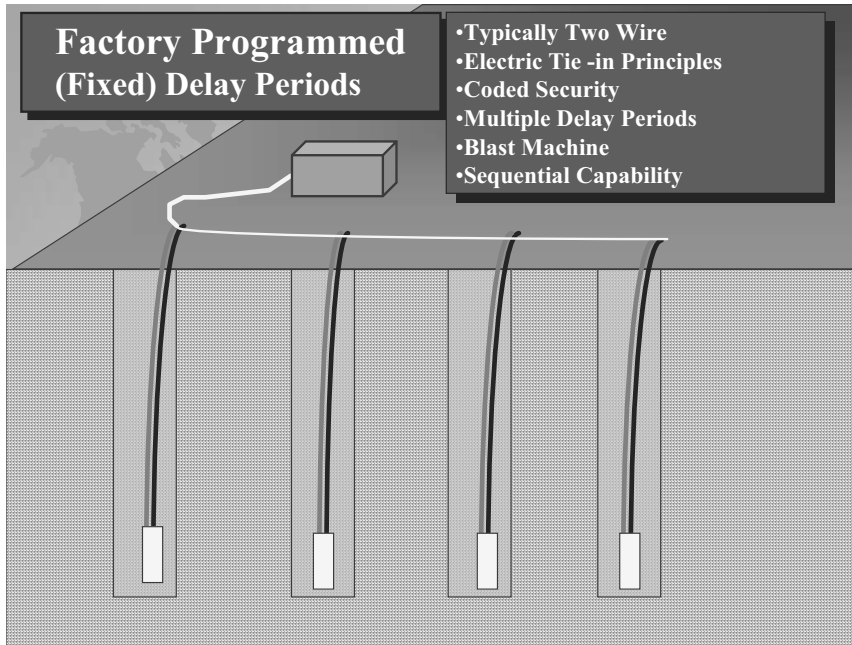 Factory Programmed
(Fixed) Delay Periods
•Typically Two Wire
•Electric Tie -in Principles
•Coded Security
•Multiple Delay Periods
•Blast Machine
•Sequential Capability